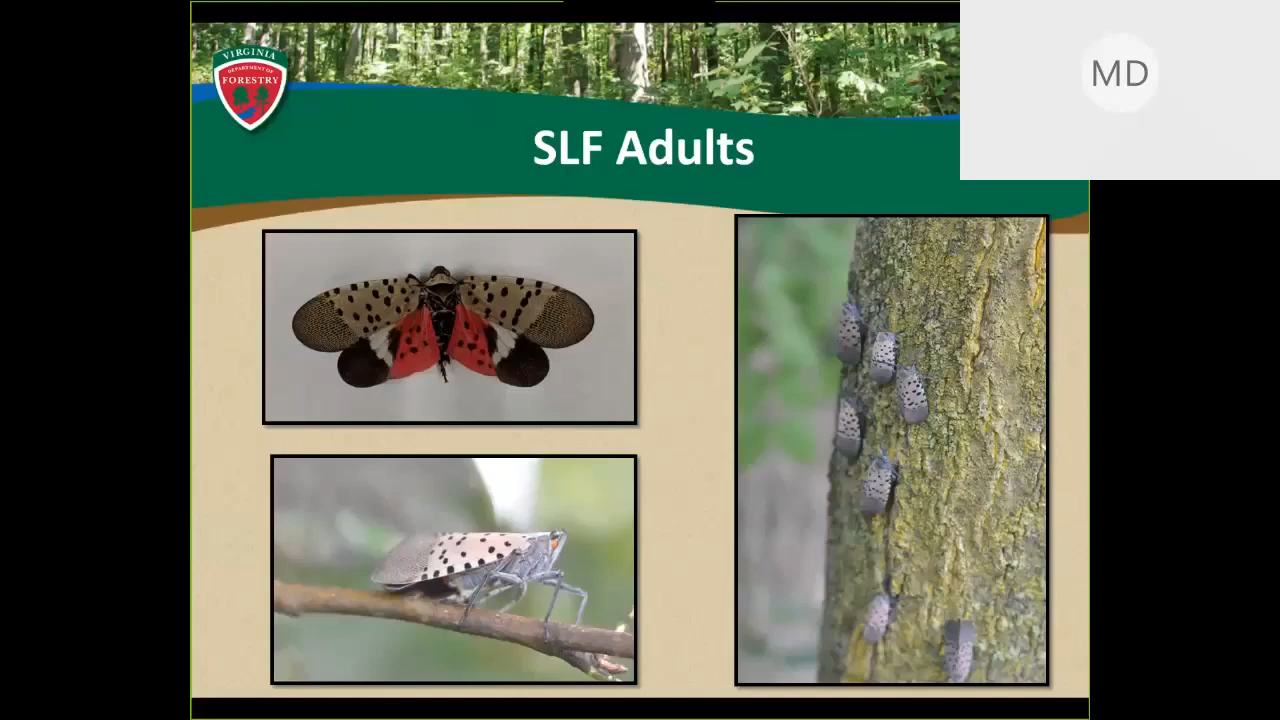 VIRGINIA
DEPARTMENT OF
FORESTRY
SLF Adults
MD